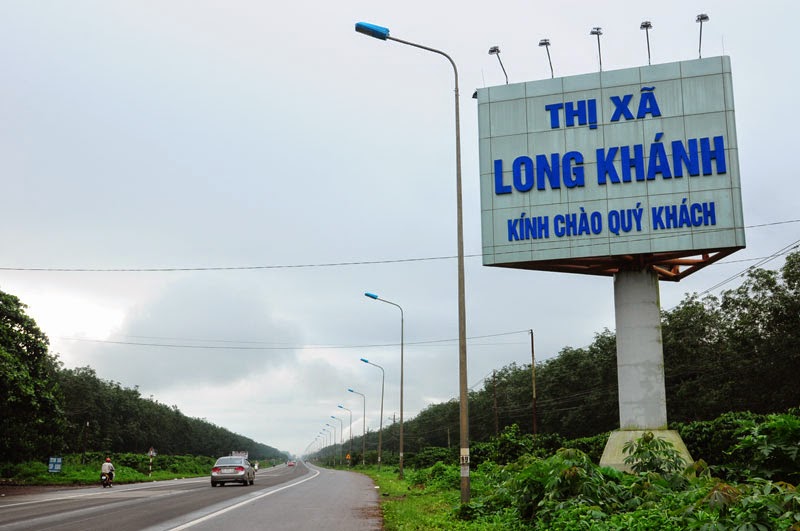 THỊ XÃ
LONG KHÁNH
KÍNH CHÀO QUÝ KHÁCH